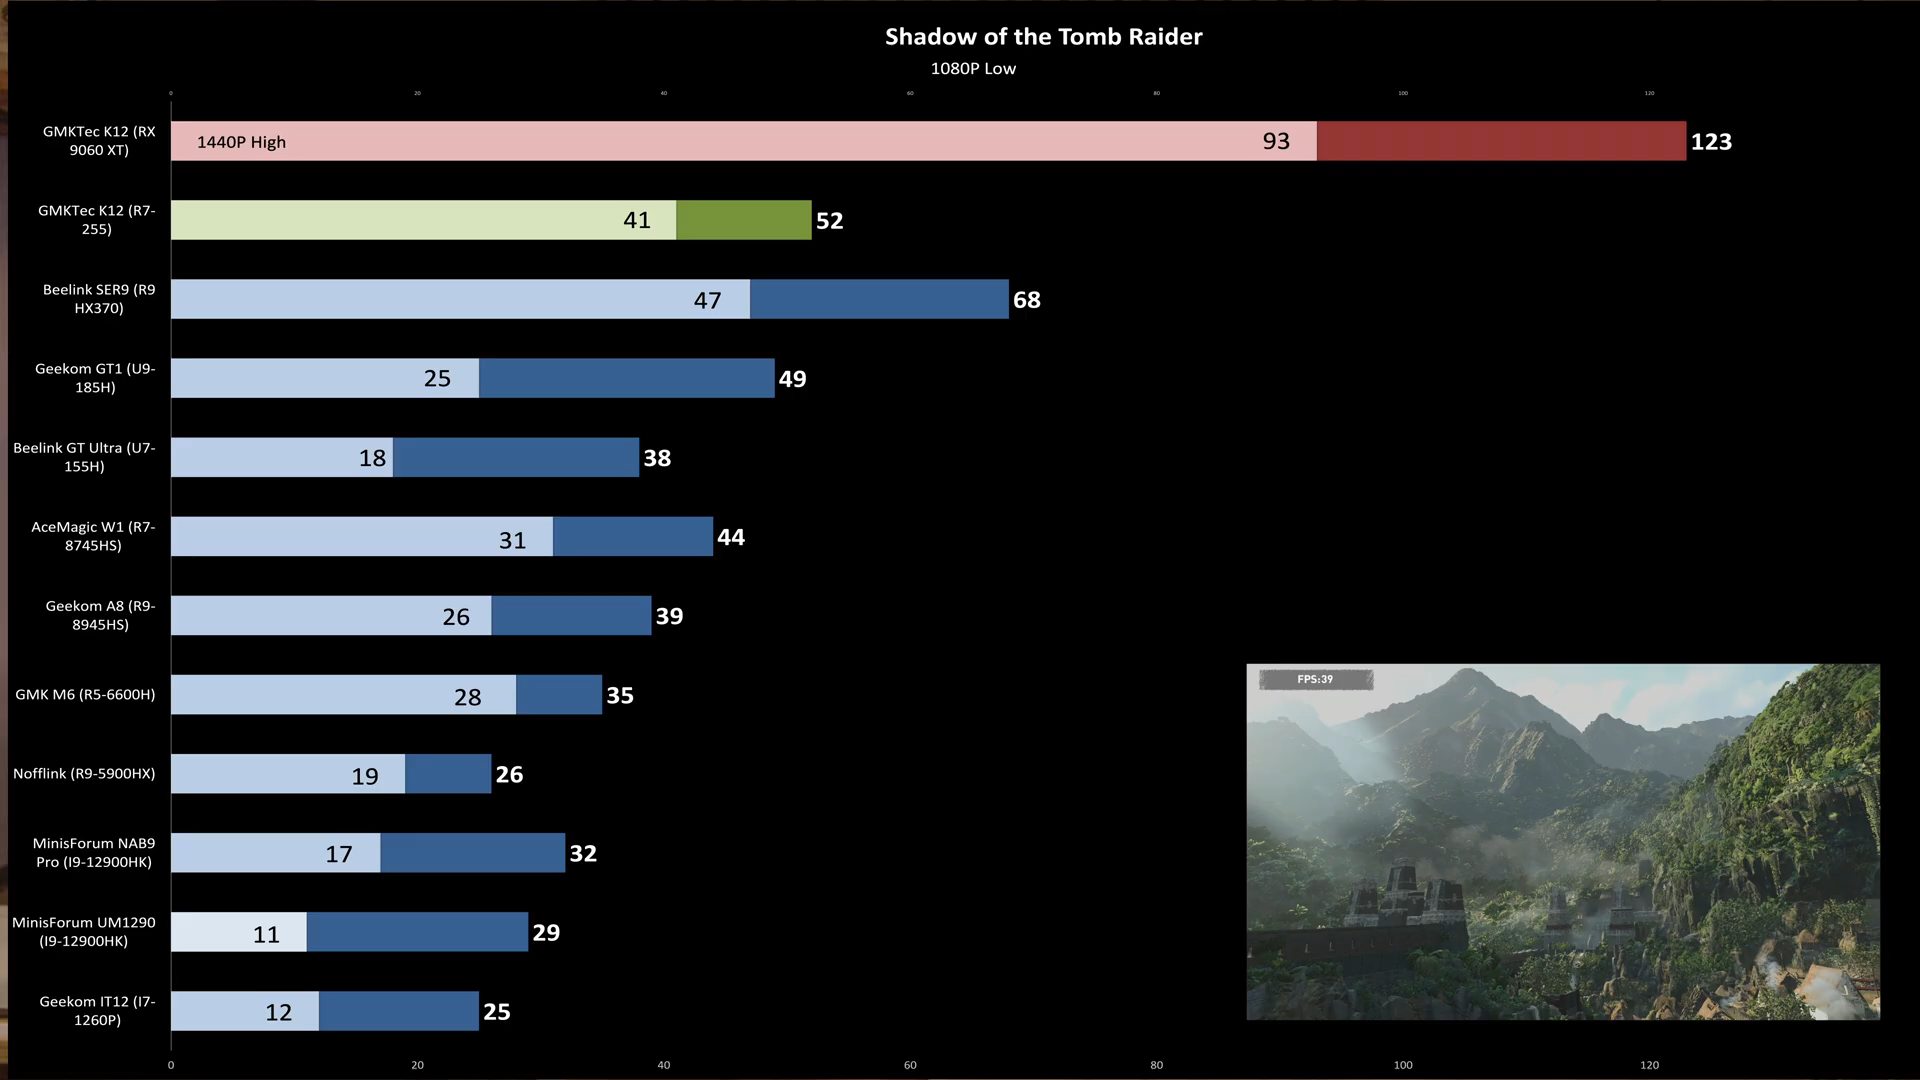 Shadow of the Tomb Raider
1080P Low
0 20 40 60 80 100 120
GMKTec K12 (RX
9060 XT)
1440P High 93 123
GMKTec K12 (R7-
255)
41 52
Beelink SER9 (R9
HX370)
47 68
Geekom GT1 (U9-
185H)
25 49
Beelink GT Ultra (U7-
155H)
18 38
AceMagic W1 (R7-
8745HS)
31 44
Geekom A8 (R9-
8945HS)
26 39
GMK M6 (R5-6600H) 28 35
FPS:39
Nofflink (R9-5900HX) 19 26
MinisForum NAB9
Pro (I9-12900HK)
17 32
MinisForum UM1290
(I9-12900HK)
11 29
Geekom IT12 (I7-
1260P)
12 25
0 20 40 60 80 100 120